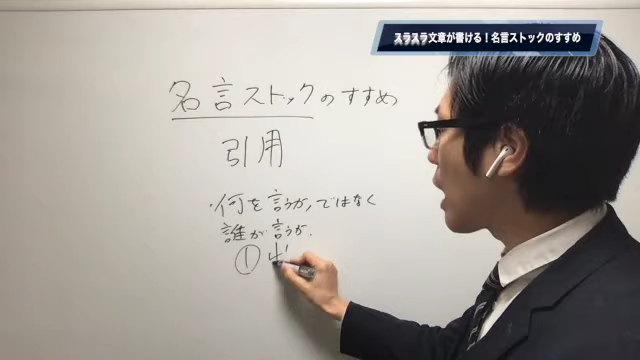 スラスラ文章が書ける！名言ストックのすすめ
名言ストックのすすめ
引用
・何を言うか、ではなく
誰が言うか.
①